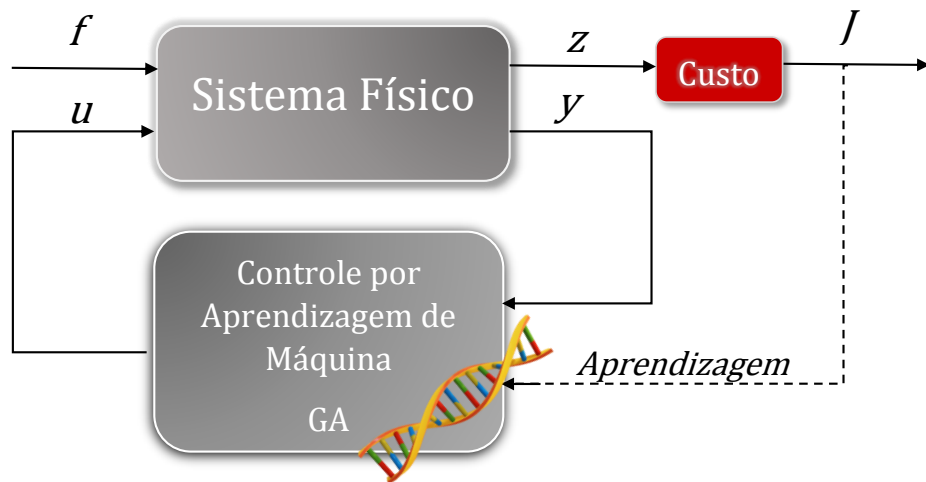 f
z
J
Sistema Físico
Custo
u
y
Controle por
Aprendizagem de
Máquina
GA
Aprendizagem